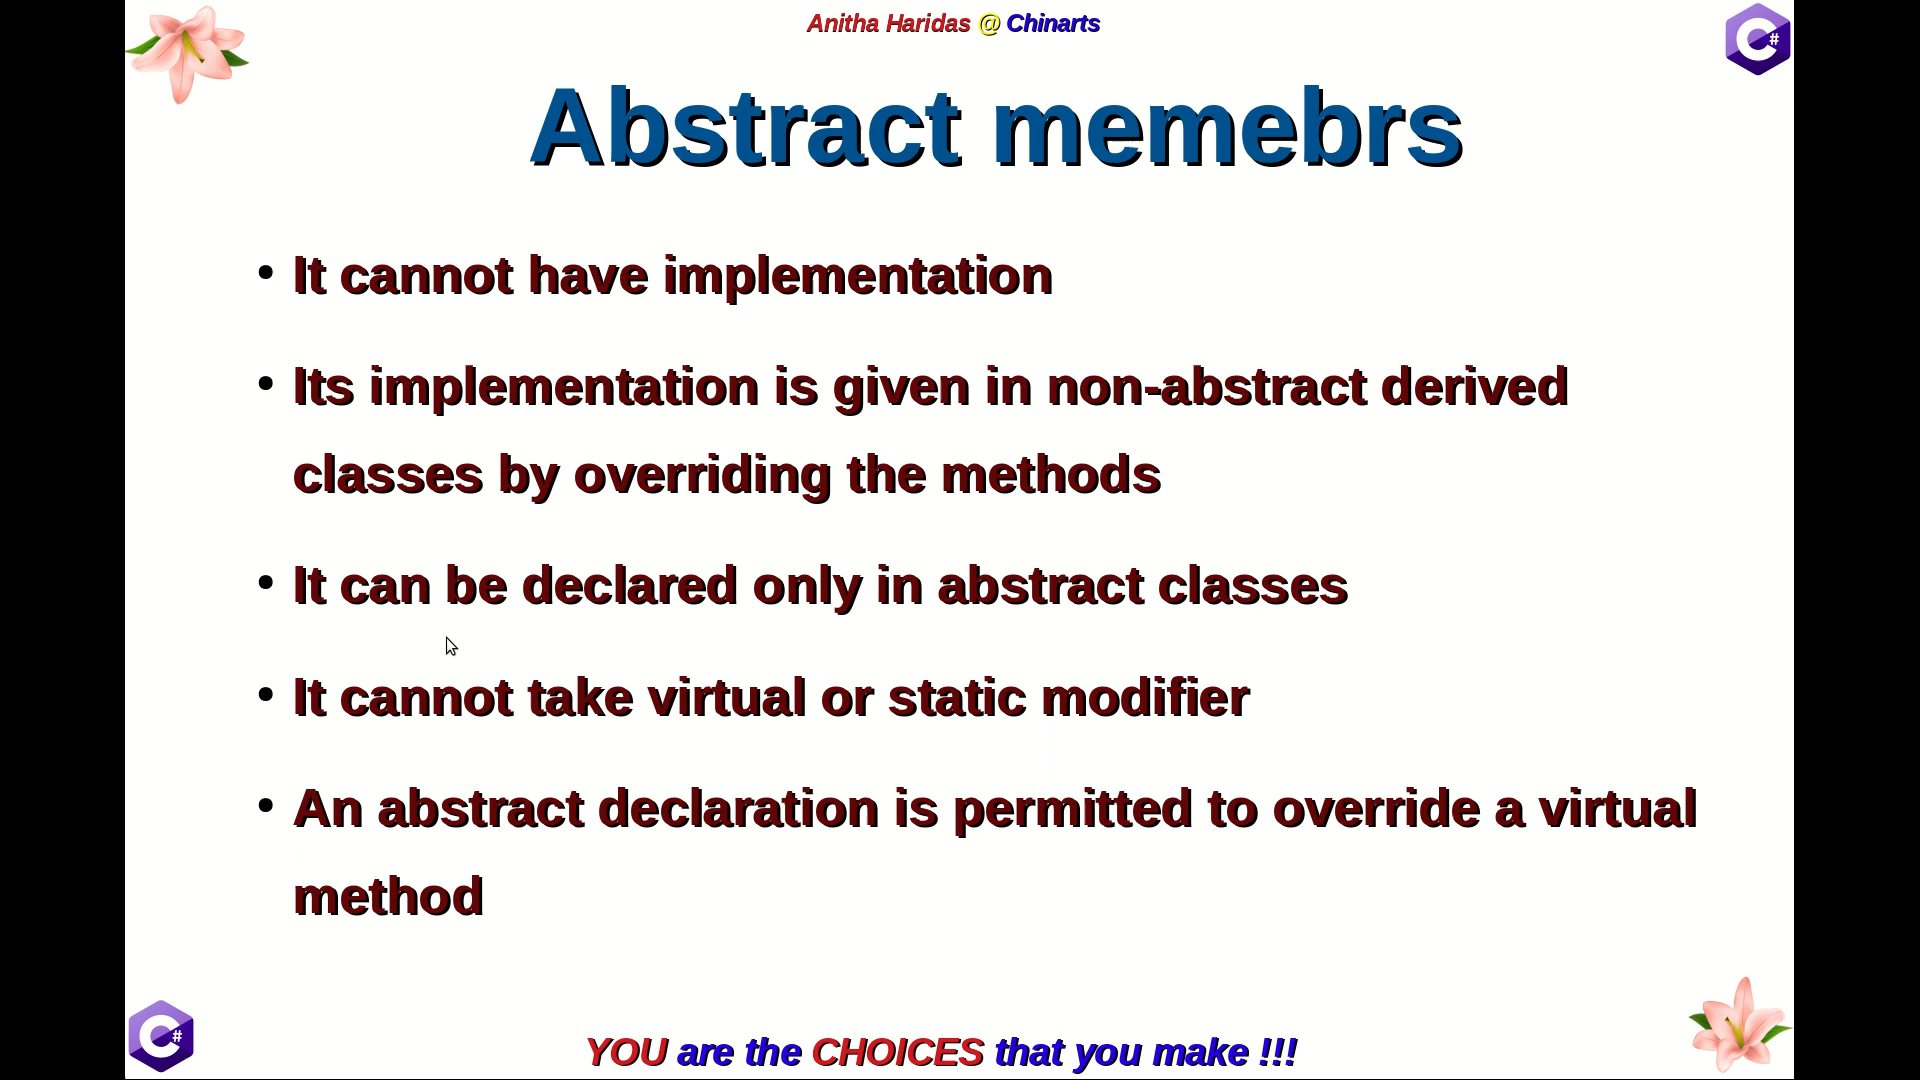 Anitha Haridas @ Chinarts
C#
Abstract memebrs
• It cannot have implementation
• Its implementation is given in non-abstract derived
classes by overriding the methods
• It can be declared only in abstract classes
• It cannot take virtual or static modifier
• An abstract declaration is permitted to override a virtual
method
C#
YOU are the CHOICES that you make !!!